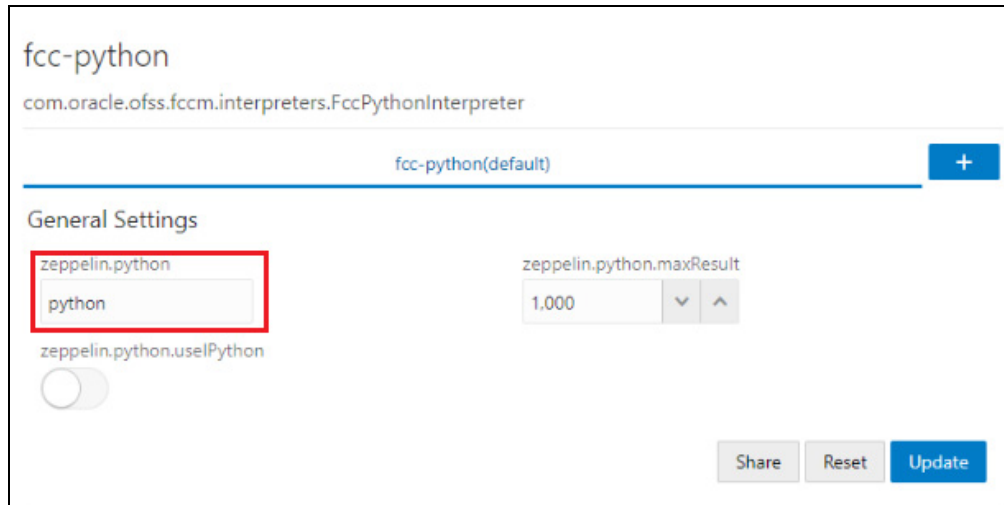 fcc-python
com.oracle.ofss.fccm.interpreters.FccPythonInterpreter
fcc-python(default)
+
General Settings
zeppelin.python
zeppelin.python.maxResult
python
1,000
zeppelin.python.useIPython
Share Reset Update